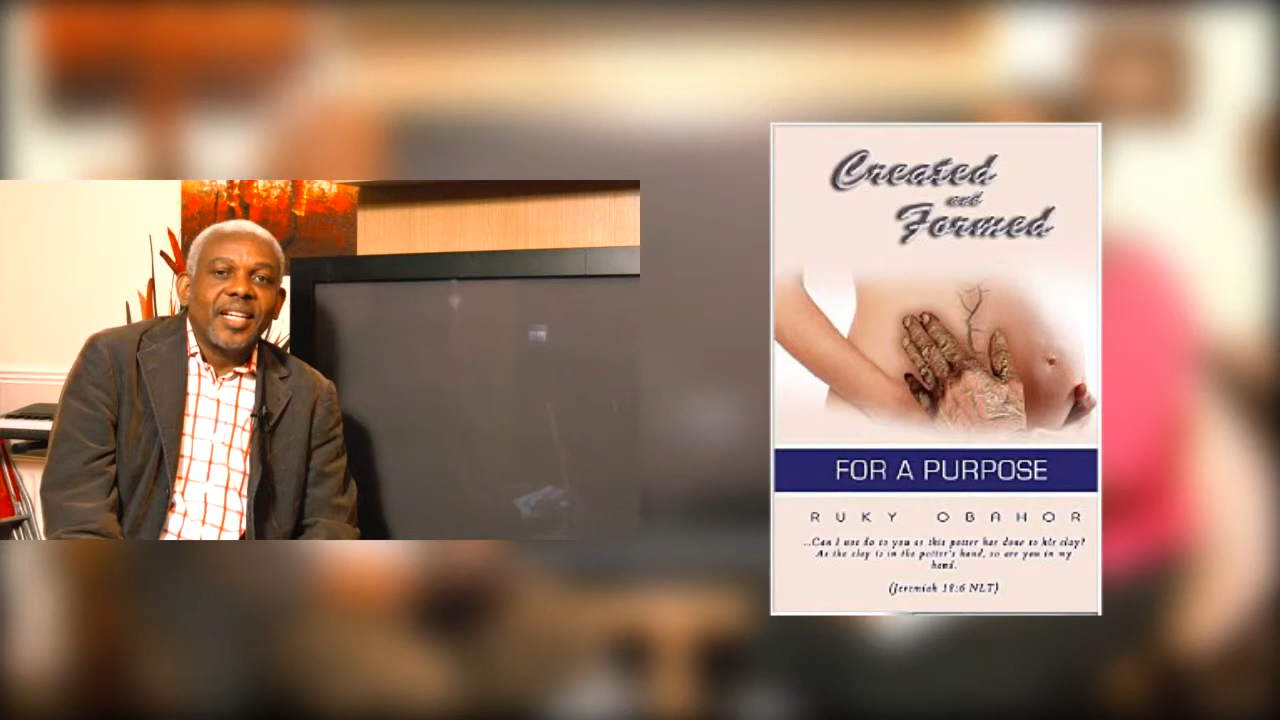 Created
and
Formed
FOR A PURPOSE
RUKY OBAHOR
...Can I not do to you as this potter has done to his clay?
As the clay is in the potter's hand, so are you in my
hand.
(Jeremiah 18:6 NLT)